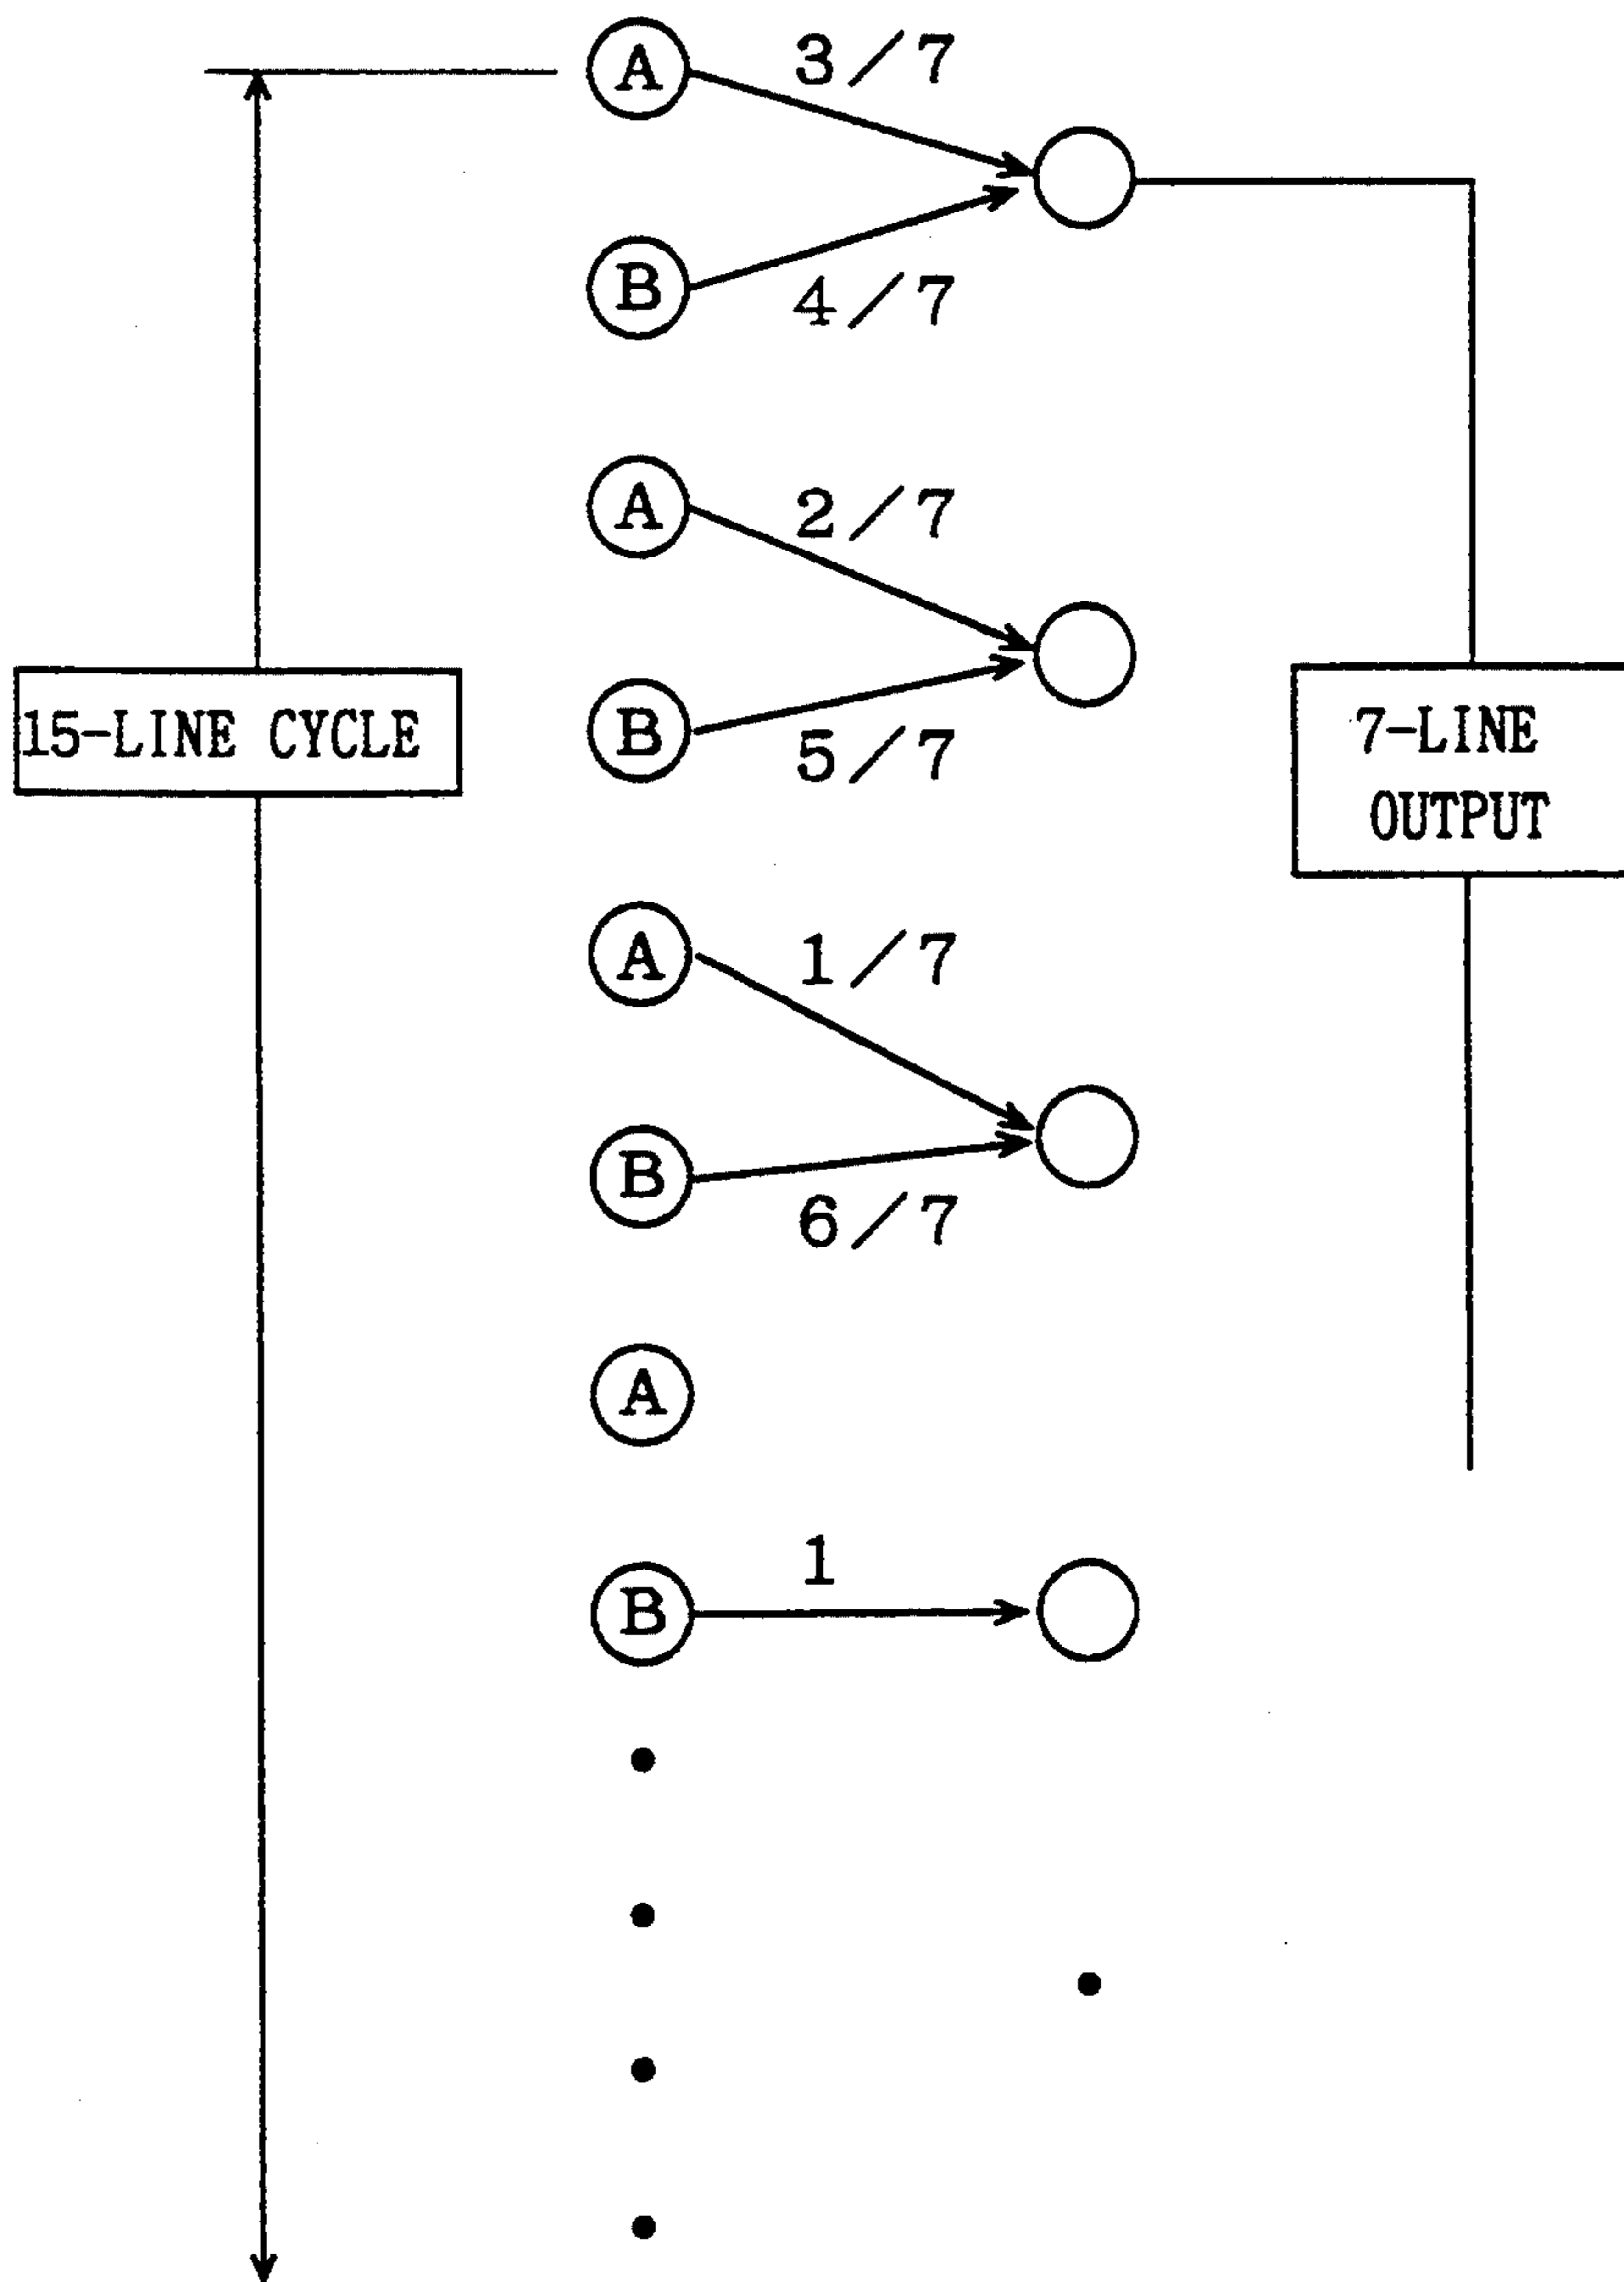 A 3/7
B 4/7
A 2/7
B 5/7
15-LINE CYCLE
7-LINE
OUTPUT
A 1/7
B 6/7
A
B 1